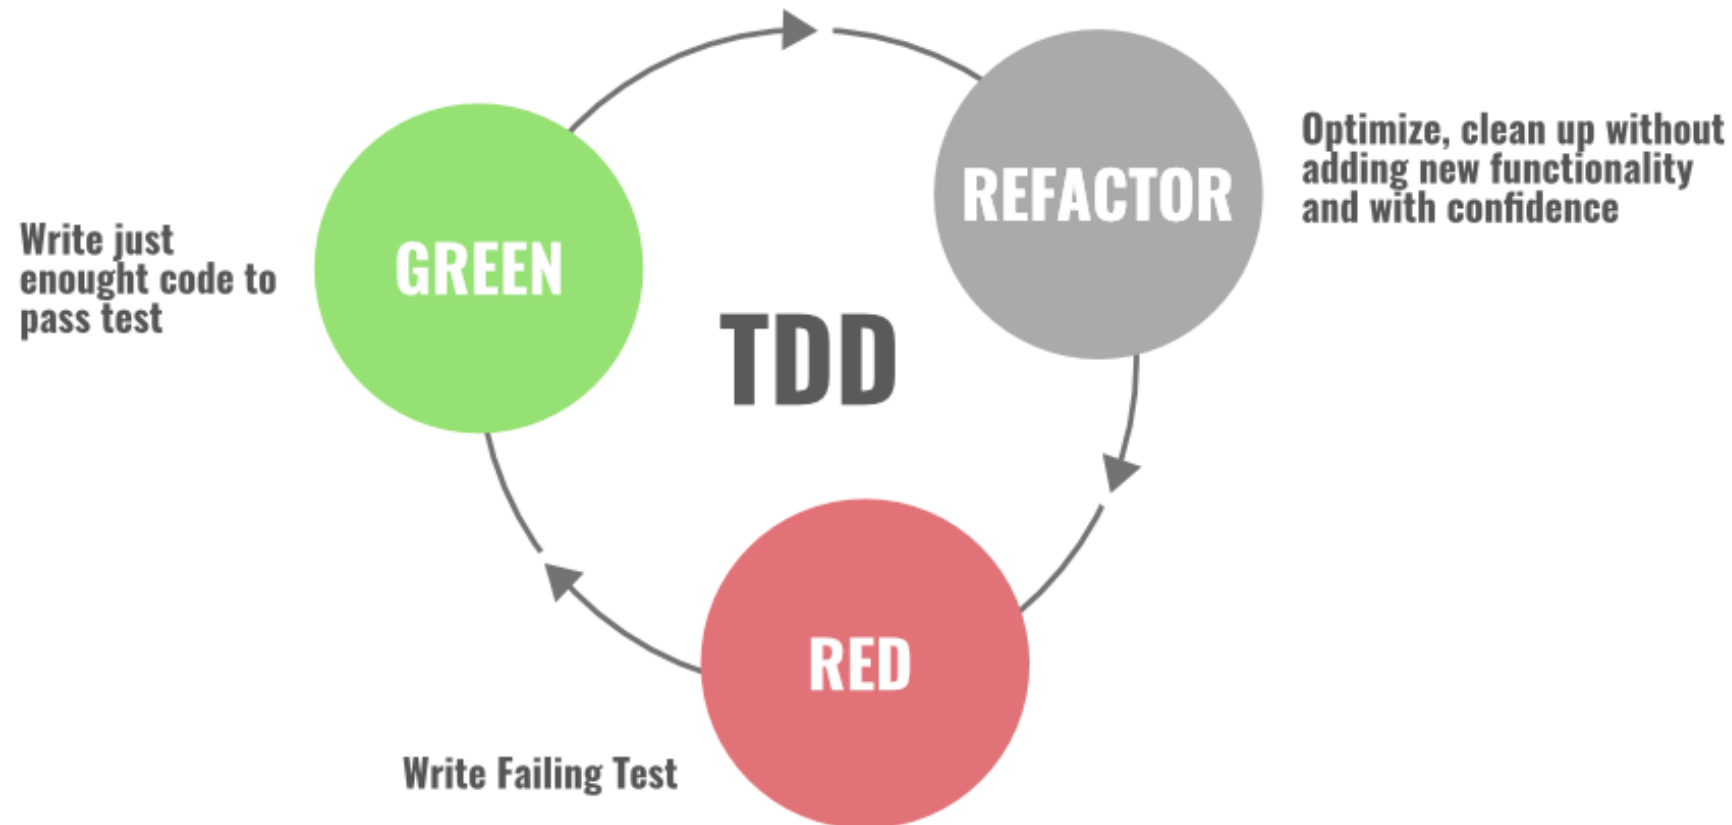 REFACTOR
Optimize, clean up without
adding new functionality
and with confidence
Write just
enought code to
pass test
GREEN
TDD
RED
Write Failing Test